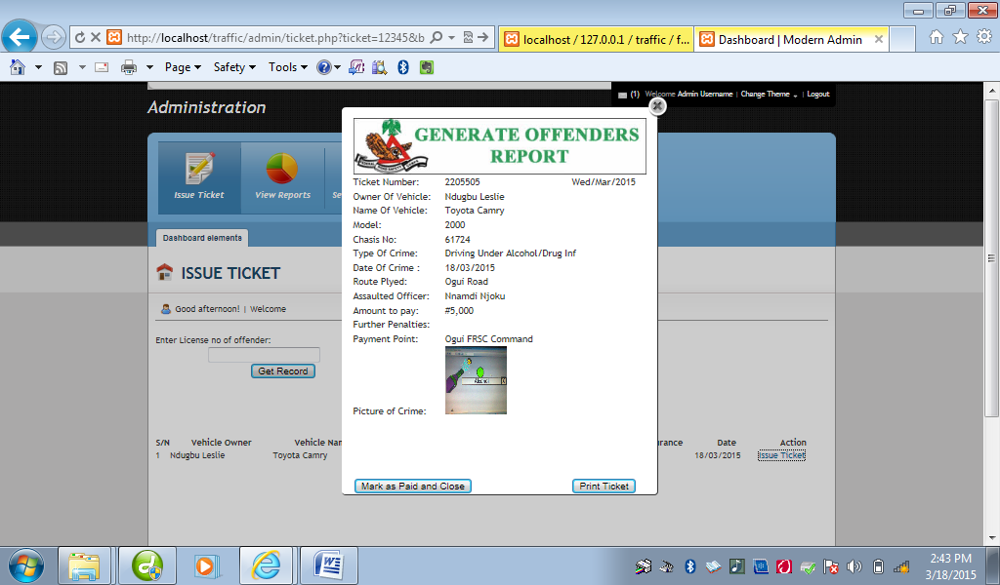 http://localhost/traffic/admin/ticket.php?ticket=12345&b
localhost / 127.0.0.1 / traffic / f...
Dashboard | Modern Admin
Page
Safety
Tools
Administration
(1) Welcome Admin Username | Change Theme | Logout
GENERATE OFFENDERS
REPORT
Issue Ticket
View Reports
Se
Dashboard elements
ISSUE TICKET
Good afternoon! | Welcome
Enter License no of offender:
Get Record
Ticket Number: 2205505 Wed/Mar/2015
Owner Of Vehicle: Ndugbu Leslie
Name Of Vehicle: Toyota Camry
Model: 2000
Chasis No: 61724
Type Of Crime: Driving Under Alcohol/Drug Inf
Date Of Crime : 18/03/2015
Route Plyed: Ogui Road
Assaulted Officer: Nnamdi Njoku
Amount to pay: #5,000
Further Penalties:
Payment Point: Ogui FRSC Command
Alcohol
Picture of Crime:
S/N Vehicle Owner Vehicle Nam urance Date Action
1 Ndugbu Leslie Toyota Camry 18/03/2015 Issue Ticket
Mark as Paid and Close
Print Ticket
2:43 PM
3/18/2015